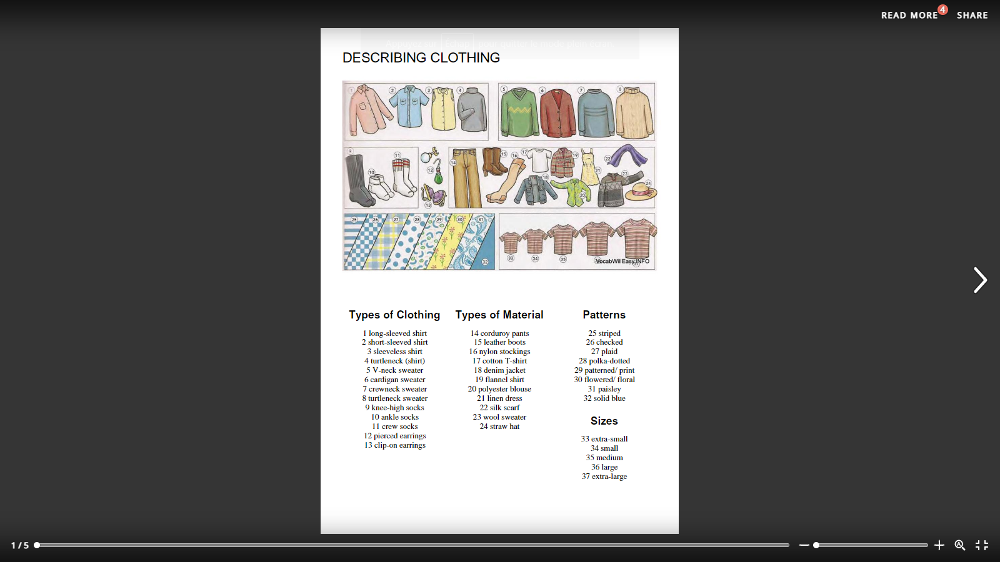 READ MORE 4 SHARE
Appuyez sur Échap pour quitter le mode plein écran
DESCRIBING CLOTHING
1 2 3 4 5 6 7 8
9 10 11 12 13 14 15 16 17 18 19 20 21 22 23 24
25 26 27 28 29 30 31 32 33 34 35 37
VocabWillEasy.INFO
Types of Clothing
1 long-sleeved shirt
2 short-sleeved shirt
3 sleeveless shirt
4 turtleneck (shirt)
5 V-neck sweater
6 cardigan sweater
7 crewneck sweater
8 turtleneck sweater
9 knee-high socks
10 ankle socks
11 crew socks
12 pierced earrings
13 clip-on earrings
Types of Material
14 corduroy pants
15 leather boots
16 nylon stockings
17 cotton T-shirt
18 denim jacket
19 flannel shirt
20 polyester blouse
21 linen dress
22 silk scarf
23 wool sweater
24 straw hat
Patterns
25 striped
26 checked
27 plaid
28 polka-dotted
29 patterned/ print
30 flowered/ floral
31 paisley
32 solid blue
Sizes
33 extra-small
34 small
35 medium
36 large
37 extra-large
1 / 5